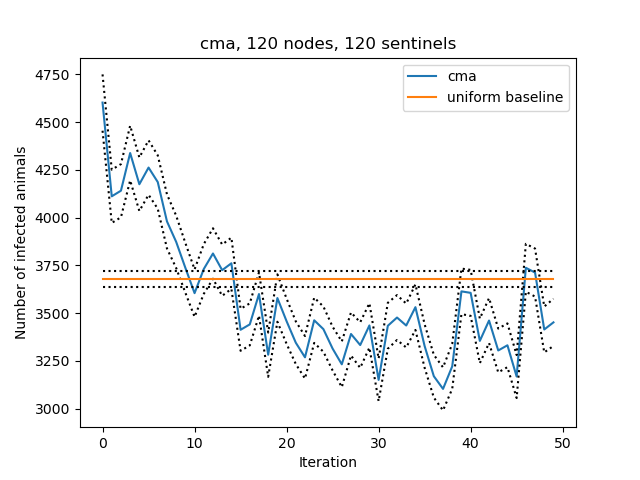 cma, 120 nodes, 120 sentinels
cma
uniform baseline
Number of infected animals
4750
4500
4250
4000
3750
3500
3250
3000
0 10 20 30 40 50
Iteration